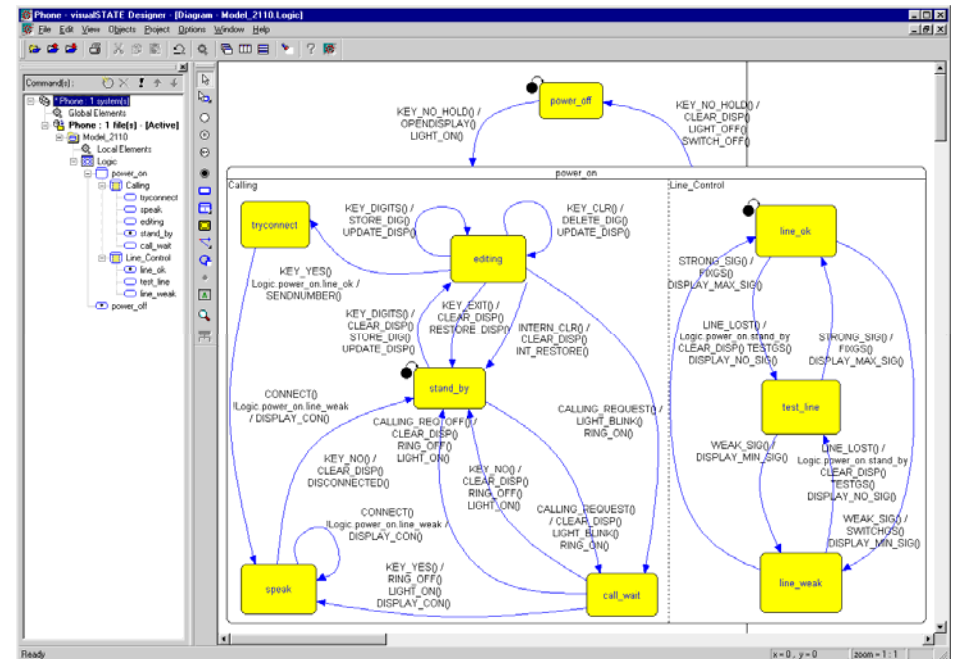 Phone - visualSTATE Designer - [Diagram - Model_2110.Logic]
File Edit View Objects Project Options Window Help
Command(s):
* Phone : 1 system(s)
Global Elements
Phone : 1 file(s) - [Active]
Model_2110
Local Elements
Logic
power_on
Calling
tryconnect
speak
editing
stand_by
call_wait
Line_Control
line_ok
test_line
line_weak
power_off
power_off
KEY_NO_HOLD() /
OPENDISPLAY()
LIGHT_ON()
KEY_NO_HOLD() /
CLEAR_DISP()
LIGHT_OFF()
SWITCH_OFF()
power_on
Calling
Line_Control
tryconnect
KEY_DIGITS() /
STORE_DIG()
UPDATE_DISP()
KEY_CLR() /
DELETE_DIG()
UPDATE_DISP()
editing
KEY_YES()
Logic.power_on.line_ok /
SENDNUMBER()
KEY_DIGITS() /
CLEAR_DISP()
STORE_DIG()
UPDATE_DISP()
KEY_EXIT() /
CLEAR_DISP()
RESTORE_DISP()
INTERN_CLR() /
CLEAR_DISP()
INT_RESTORE()
stand_by
CONNECT()
!Logic.power_on.line_weak
/ DISPLAY_CON()
CALLING_REQTOFF() /
CLEAR_DISP()
RING_OFF()
LIGHT_ON()
CALLING_REQUEST() /
LIGHT_BLINK()
RING_ON()
KEY_NO() /
CLEAR_DISP()
DISCONNECTED()
KEY_NO() /
CLEAR_DISP()
RING_OFF()
LIGHT_ON()
CALLING_REQUEST()
/ CLEAR_DISP()
LIGHT_BLINK()
RING_ON()
CONNECT()
!Logic.power_on.line_weak /
DISPLAY_CON()
KEY_YES() /
RING_OFF()
LIGHT_ON()
DISPLAY_CON()
speak
call_wait
line_ok
STRONG_SIG() /
FIXGS()
DISPLAY_MAX_SIG()
LINE_LOST() /
Logic.power_on.stand_by
CLEAR_DISP() TESTGS()
DISPLAY_NO_SIG()
STRONG_SIG() /
FIXGS()
DISPLAY_MAX_SIG()
test_line
WEAK_SIG() /
DISPLAY_MIN_SIG()
LINE_LOST() /
Logic.power_on.stand_by
CLEAR_DISP()
TESTGS()
DISPLAY_NO_SIG()
WEAK_SIG() /
SWITCHGS()
DISPLAY_MIN_SIG()
line_weak
Ready
x = 0 , y = 0
zoom = 1 : 1